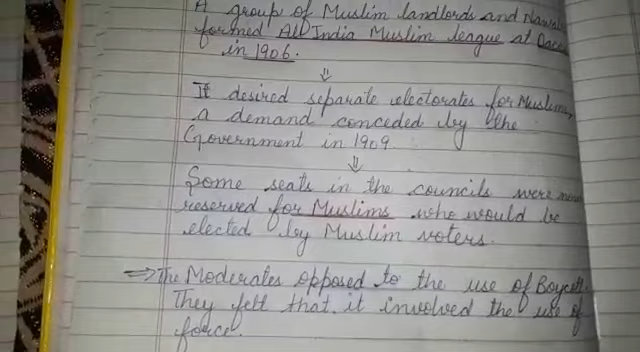 A group of Muslim landlords and Nawabs
formed All India Muslim league at Dacca
in 1906.
⇓
It desired separate electorates for Muslims,
a demand conceded by the
Government in 1909.
⇓
Some seats in the councils were now
reserved for Muslims who would be
elected by Muslim voters.
⇒ The Moderates opposed to the use of Boycott.
They felt that it involved the use of
force.